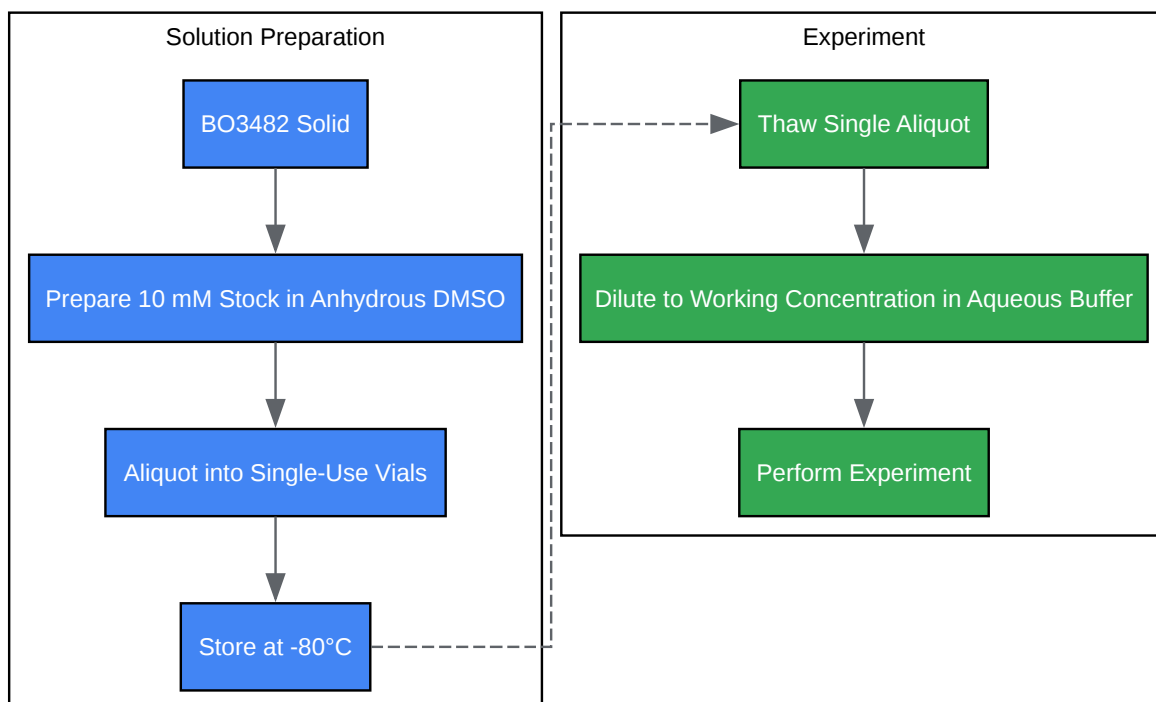 Solution Preparation
BO3482 Solid
Prepare 10 mM Stock in Anhydrous DMSO
Aliquot into Single-Use Vials
Store at -80°C
Experiment
Thaw Single Aliquot
Dilute to Working Concentration in Aqueous Buffer
Perform Experiment